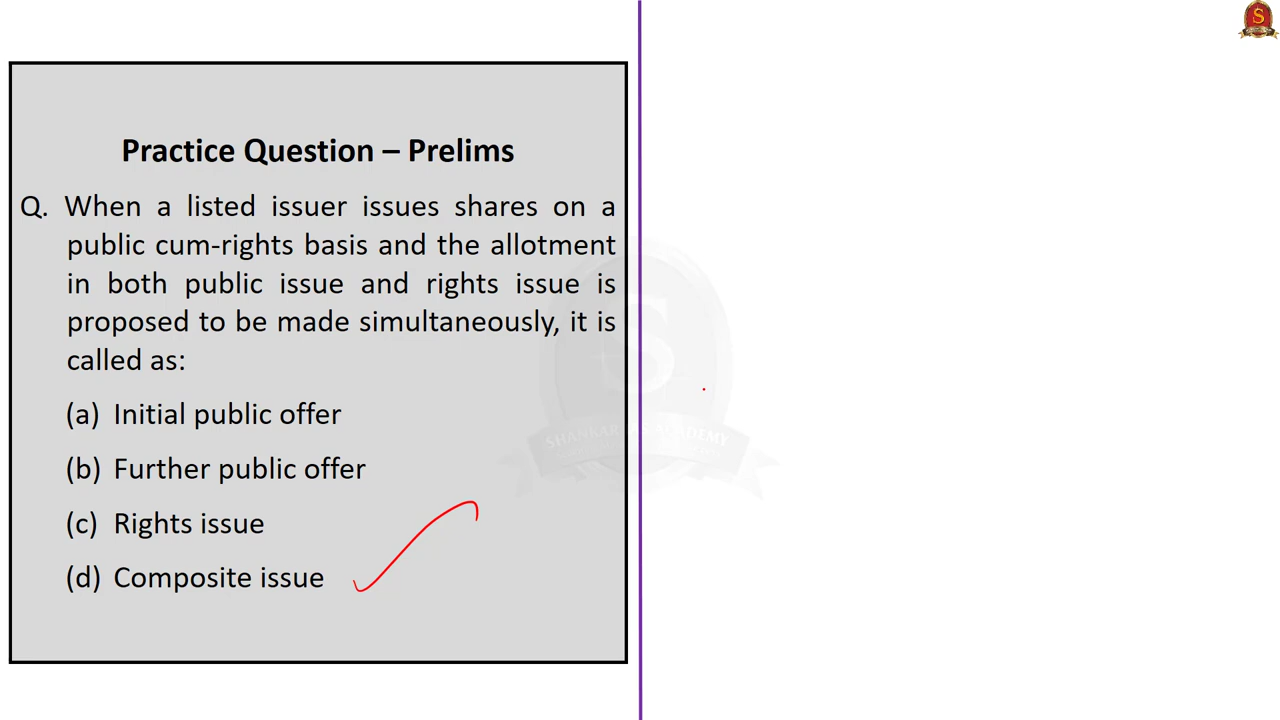 Practice Question – Prelims
Q. When a listed issuer issues shares on a
public cum-rights basis and the allotment
in both public issue and rights issue is
proposed to be made simultaneously, it is
called as:
(a) Initial public offer
(b) Further public offer
(c) Rights issue
(d) Composite issue